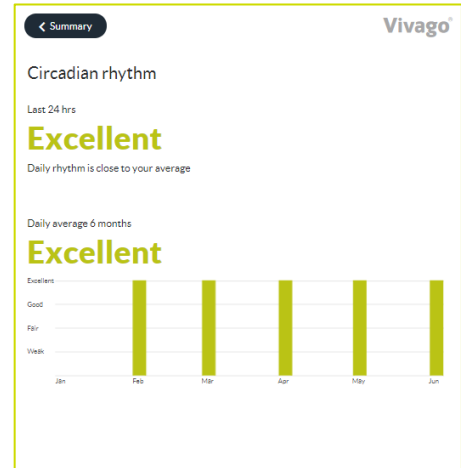 Summary
Vivago®
Circadian rhythm
Last 24 hrs
Excellent
Daily rhythm is close to your average
Daily average 6 months
Excellent
Excellent
Good
Fair
Weak
Jan Feb Mar Apr May Jun